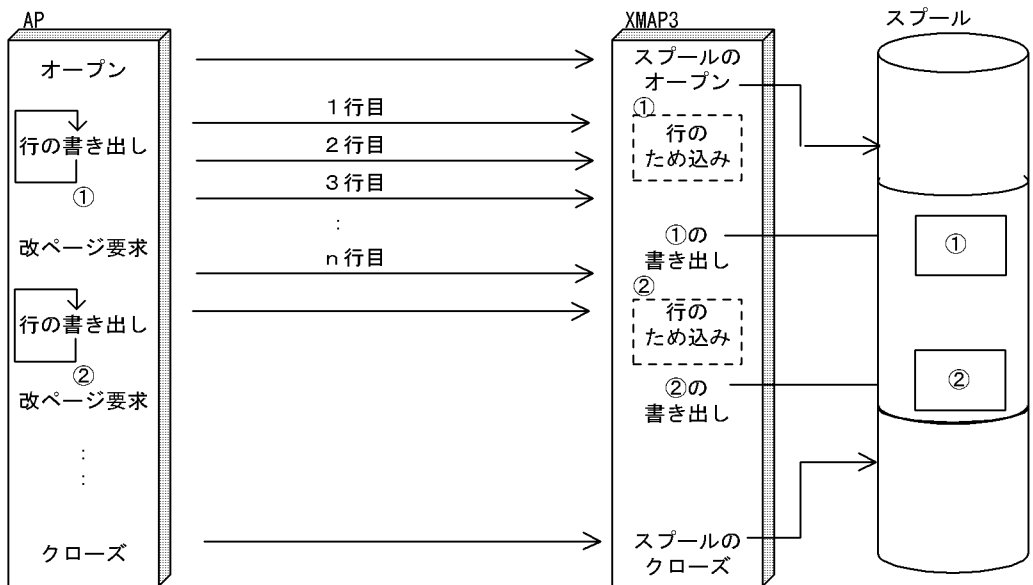 AP
オープン
行の書き出し
①
改ページ要求
行の書き出し
②
改ページ要求
:
:
クローズ
1行目
2行目
3行目
:
n行目
XMAP3
スプールの
オープン
①
行の
ため込み
①の
書き出し
②
行の
ため込み
②の
書き出し
スプールの
クローズ
スプール
①
②